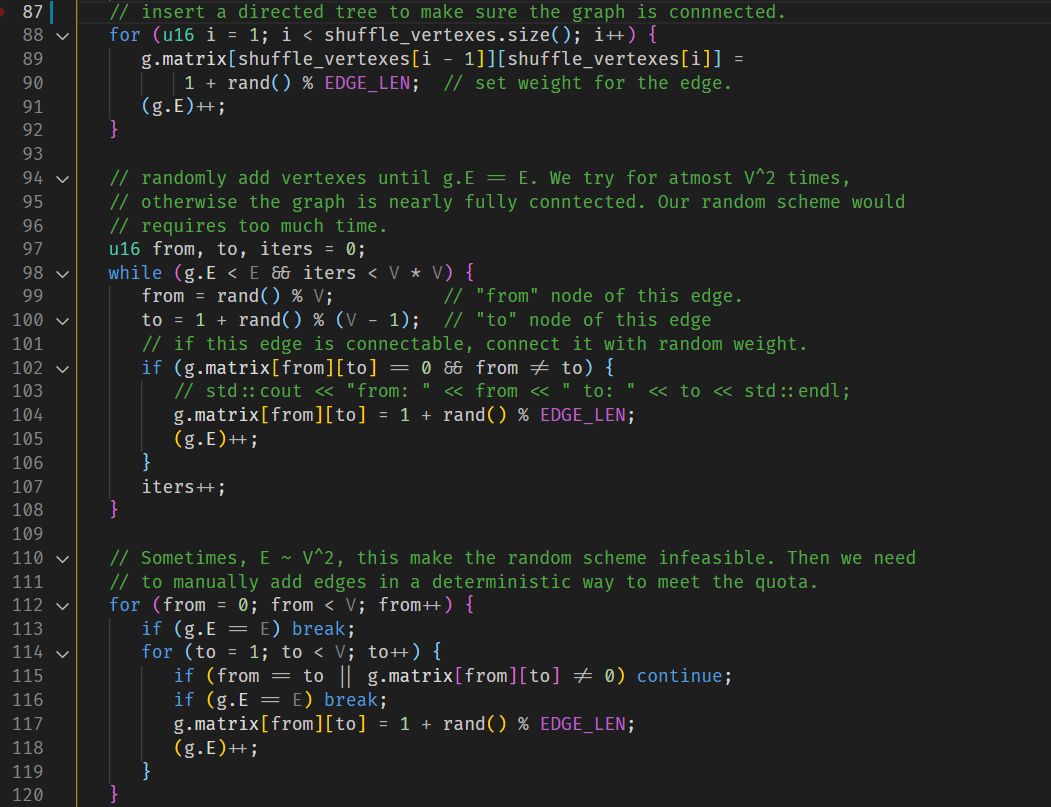 87 // insert a directed tree to make sure the graph is connnected.
88 for (u16 i = 1; i < shuffle_vertexes.size(); i++) {
89 g.matrix[shuffle_vertexes[i - 1]][shuffle_vertexes[i]] =
90 1 + rand() % EDGE_LEN; // set weight for the edge.
91 (g.E)++;
92 }
93
94 // randomly add vertexes until g.E == E. We try for atmost V^2 times,
95 // otherwise the graph is nearly fully conntected. Our random scheme would
96 // requires too much time.
97 u16 from, to, iters = 0;
98 while (g.E < E && iters < V * V) {
99 from = rand() % V; // "from" node of this edge.
100 to = 1 + rand() % (V - 1); // "to" node of this edge
101 // if this edge is connectable, connect it with random weight.
102 if (g.matrix[from][to] == 0 && from != to) {
103 // std::cout << "from: " << from << " to: " << to << std::endl;
104 g.matrix[from][to] = 1 + rand() % EDGE_LEN;
105 (g.E)++;
106 }
107 iters++;
108 }
109
110 // Sometimes, E ~ V^2, this make the random scheme infeasible. Then we need
111 // to manually add edges in a deterministic way to meet the quota.
112 for (from = 0; from < V; from++) {
113 if (g.E == E) break;
114 for (to = 1; to < V; to++) {
115 if (from == to || g.matrix[from][to] != 0) continue;
116 if (g.E == E) break;
117 g.matrix[from][to] = 1 + rand() % EDGE_LEN;
118 (g.E)++;
119 }
120 }